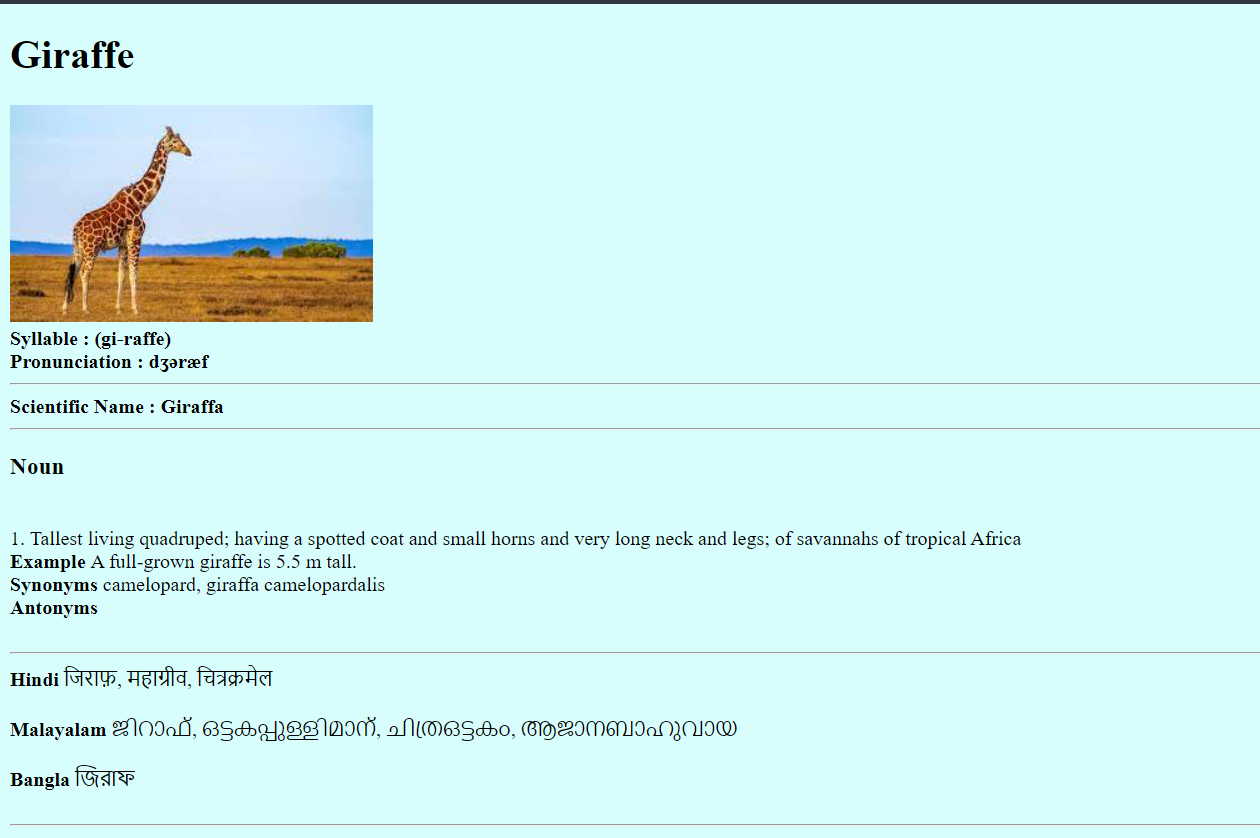 Giraffe
Syllable : (gi-raffe)
Pronunciation : dʒəræf
Scientific Name : Giraffa
Noun
1. Tallest living quadruped; having a spotted coat and small horns and very long neck and legs; of savannahs of tropical Africa
Example A full-grown giraffe is 5.5 m tall.
Synonyms camelopard, giraffa camelopardalis
Antonyms
Hindi जिराफ़, महाग्रीव, चित्रक्रमेल
Malayalam ജിറാഫ്, ഒട്ടകപ്പുള്ളിമാന്, ചിത്രഒട്ടകം, ആജാനബാഹുവായ
Bangla জিরাফ